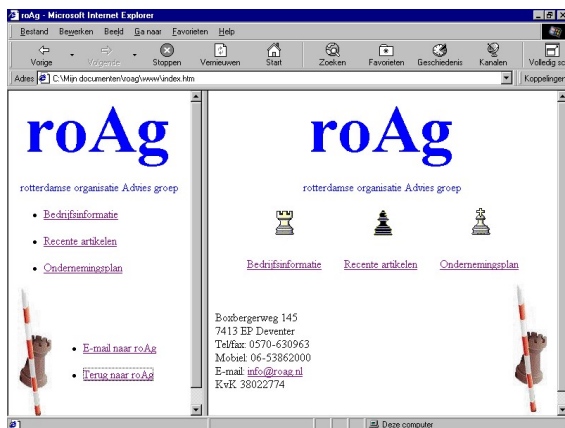 roAg - Microsoft Internet Explorer
Bestand Bewerken Beeld Ga naar Favorieten Help
Vorige Volgende Stoppen Vernieuwen Start Zoeken Favorieten Geschiedenis Kanalen Volledig sc
Adres C:\Mijn documenten\roag\www\index.htm Koppelingen
roAg
rotterdamse organisatie Advies groep
Bedrijfsinformatie
Recente artikelen
Ondernemingsplan
E-mail naar roAg
Terug naar roAg
roAg
rotterdamse organisatie Advies groep
Bedrijfsinformatie Recente artikelen Ondernemingsplan
Boxbergerweg 145
7413 EP Deventer
Tel/fax: 0570-630963
Mobiel: 06-53862000
E-mail: info@roag.nl
KvK 38022774
Deze computer